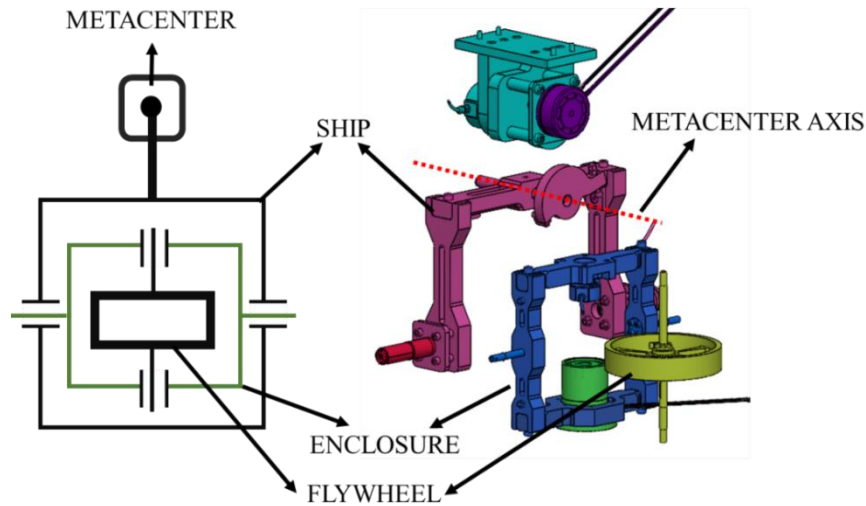 METACENTER
SHIP
METACENTER AXIS
ENCLOSURE
FLYWHEEL